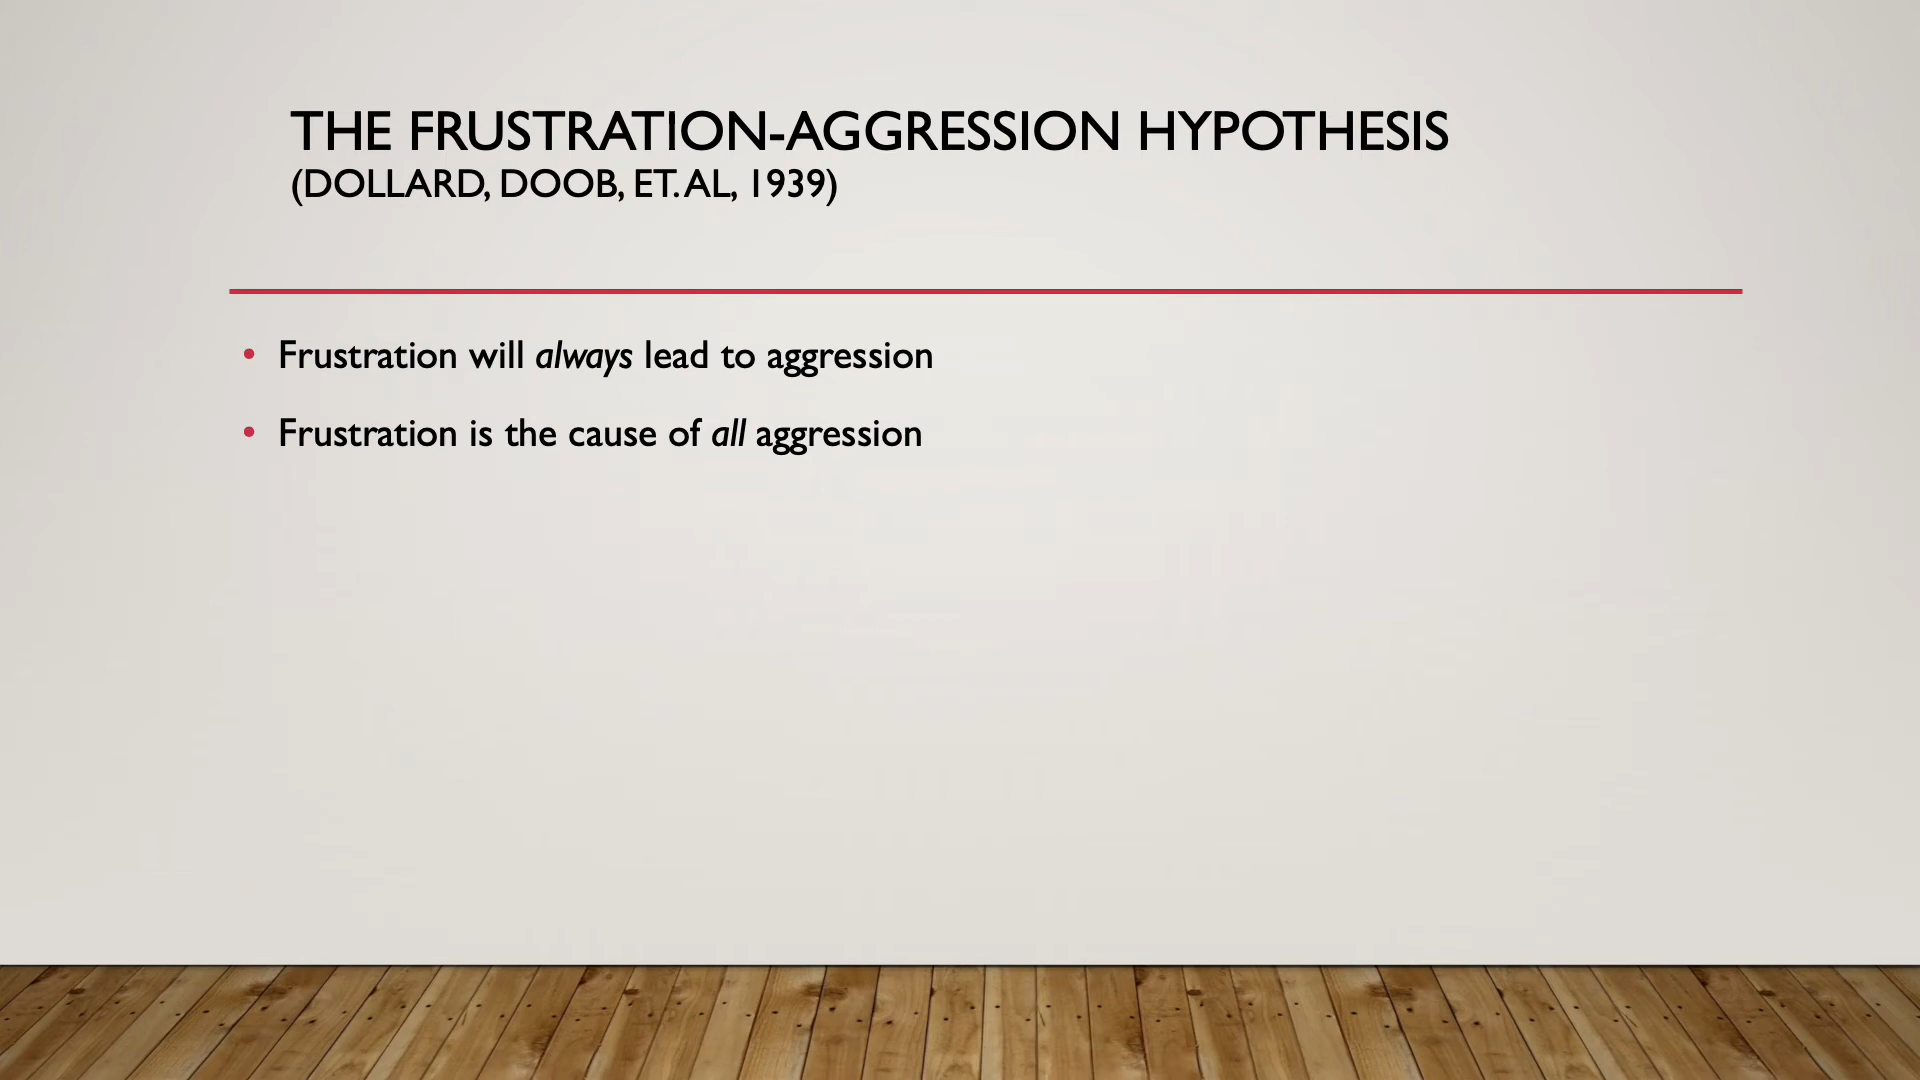 THE FRUSTRATION-AGGRESSION HYPOTHESIS
(DOLLARD, DOOB, ET. AL, 1939)
• Frustration will always lead to aggression
• Frustration is the cause of all aggression